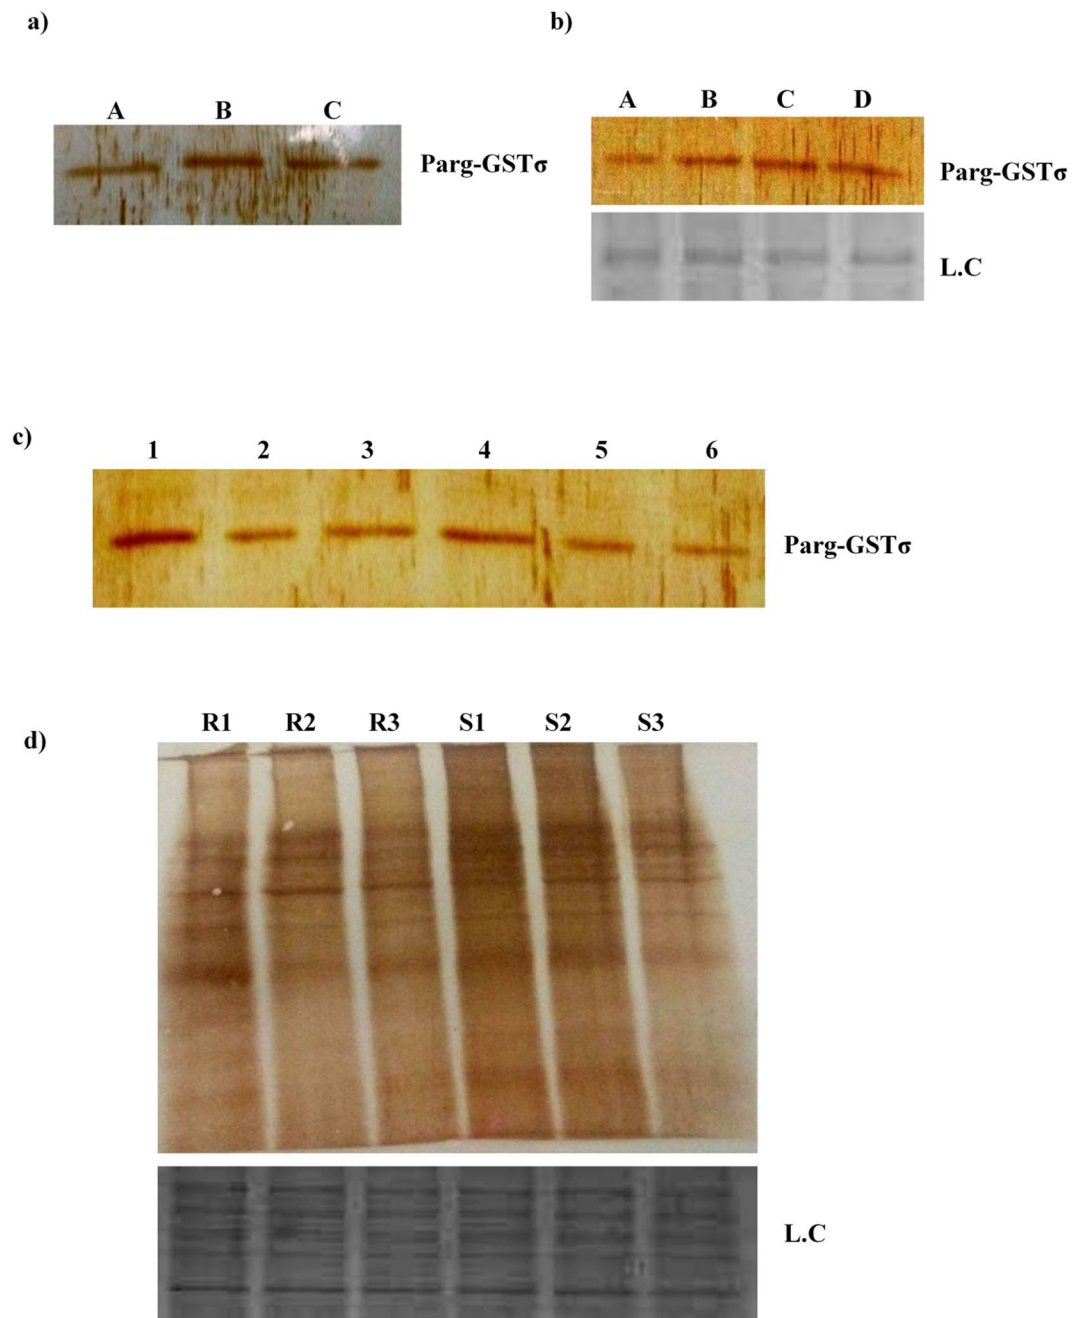 a)
A B C
Parg-GSTσ
b)
A B C D
Parg-GSTσ
L.C
c)
1 2 3 4 5 6
Parg-GSTσ
d)
R1 R2 R3 S1 S2 S3
L.C